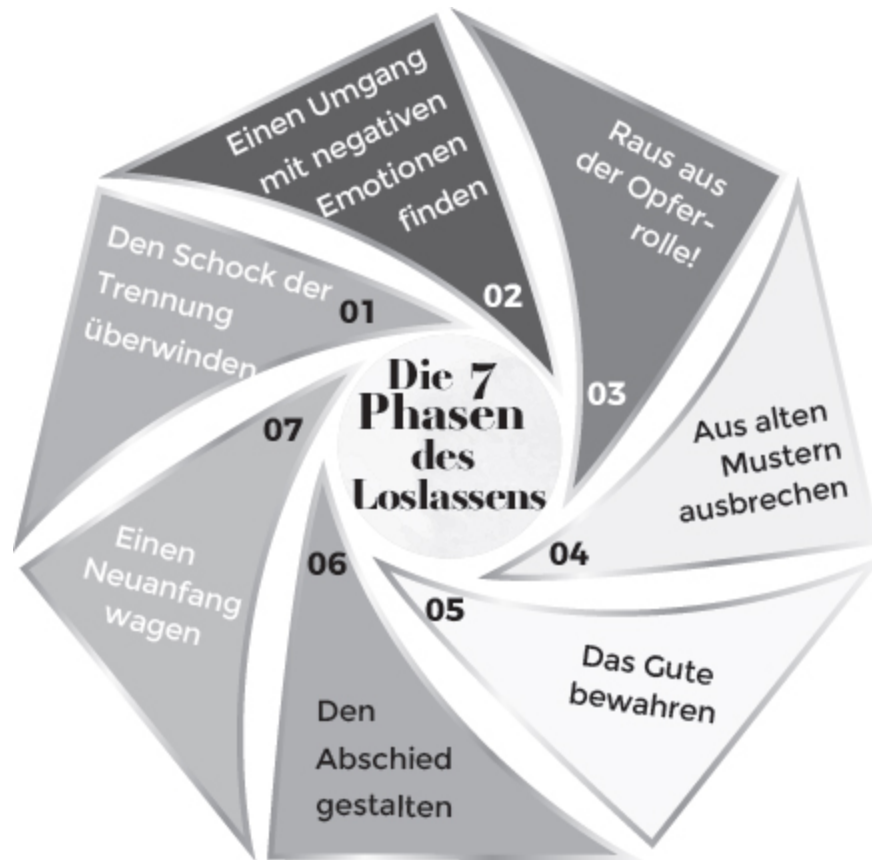 Die 7
Phasen
des
Loslassens
01
Den Schock der
Trennung
überwinden
02
Einen Umgang
mit negativen
Emotionen
finden
03
Raus aus
der Opfer-
rolle!
04
Aus alten
Mustern
ausbrechen
05
Das Gute
bewahren
06
Den
Abschied
gestalten
07
Einen
Neuanfang
wagen